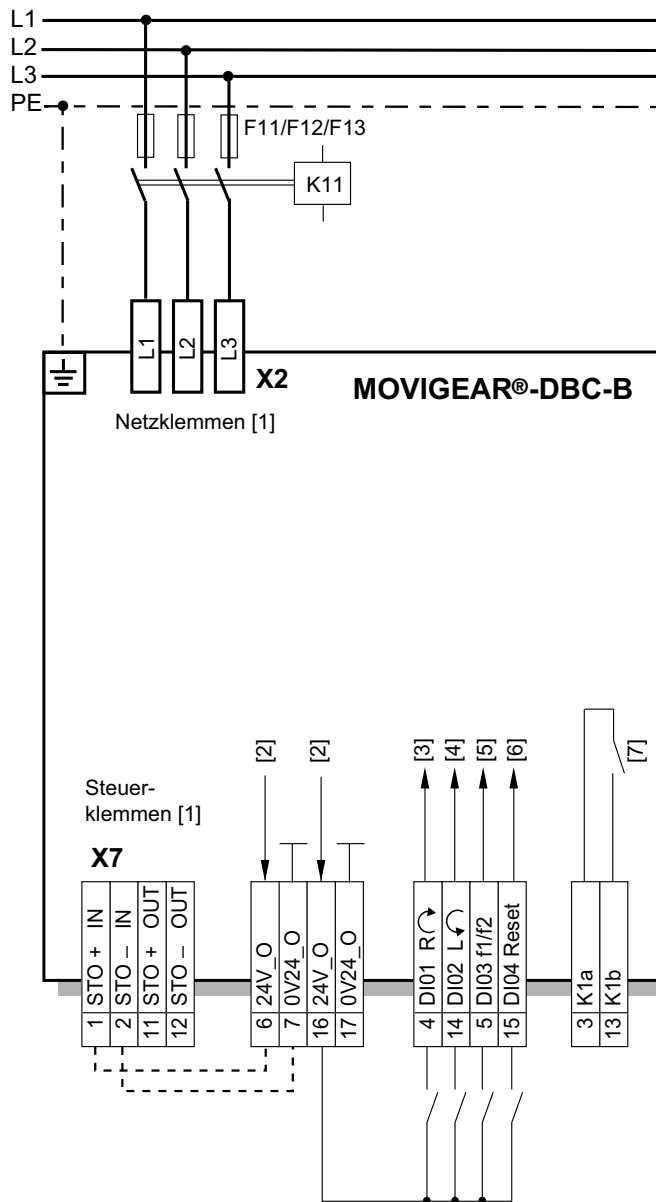 L1
L2
L3
PE
F11/F12/F13
K11
L1
L2
L3
X2
MOVIGEAR®-DBC-B
Netzklemmen [1]
[2]
[2]
[3]
[4]
[5]
[6]
[7]
Steuer-
klemmen [1]
X7
1 STO + IN
2 STO – IN
11 STO + OUT
12 STO – OUT
6 24V_O
7 0V24_O
16 24V_O
17 0V24_O
4 DI01 R
14 DI02 L
5 DI03 f1/f2
15 DI04 Reset
3 K1a
13 K1b